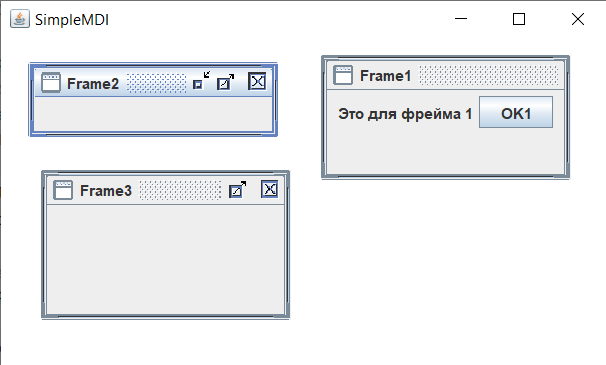 SimpleMDI
Frame2
Frame1
Это для фрейма 1
OK1
Frame3